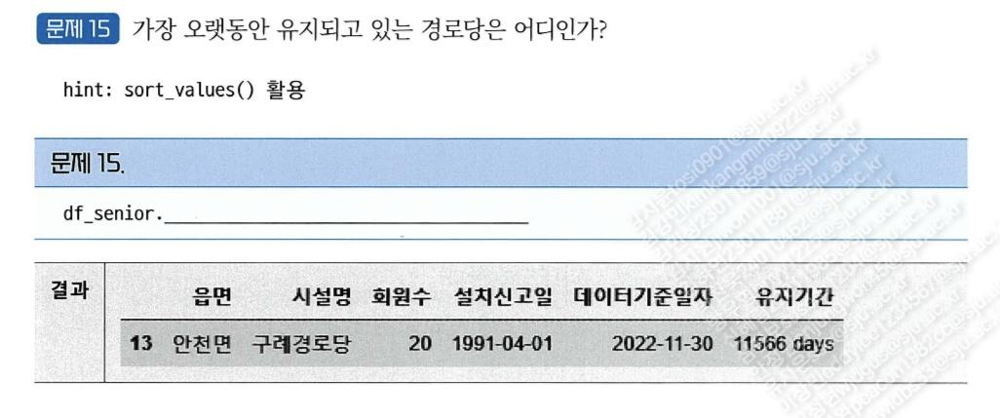 문제 15 가장 오랫동안 유지되고 있는 경로당은 어디인가?
hint: sort_values() 활용
문제 15.
df_senior.
결과 읍면 시설명 회원수 설치신고일 데이터기준일자 유지기간
13 안천면 구례경로당 20 1991-04-01 2022-11-30 11566 days